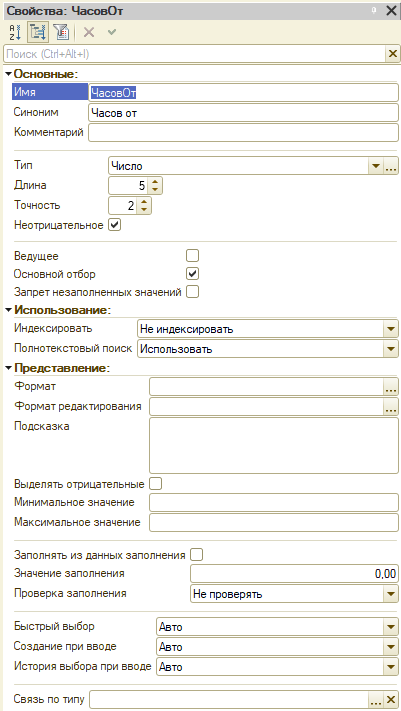 Свойства: ЧасовОт
Поиск (Ctrl+Alt+I)
Основные:
Имя ЧасовОт
Синоним Часов от
Комментарий
Тип Число
Длина 5
Точность 2
Неотрицательное
Ведущее
Основной отбор
Запрет незаполненных значений
Использование:
Индексировать Не индексировать
Полнотекстовый поиск Использовать
Представление:
Формат
Формат редактирования
Подсказка
Выделять отрицательные
Минимальное значение
Максимальное значение
Заполнять из данных заполнения
Значение заполнения 0,00
Проверка заполнения Не проверять
Быстрый выбор Авто
Создание при вводе Авто
История выбора при вводе Авто
Связь по типу